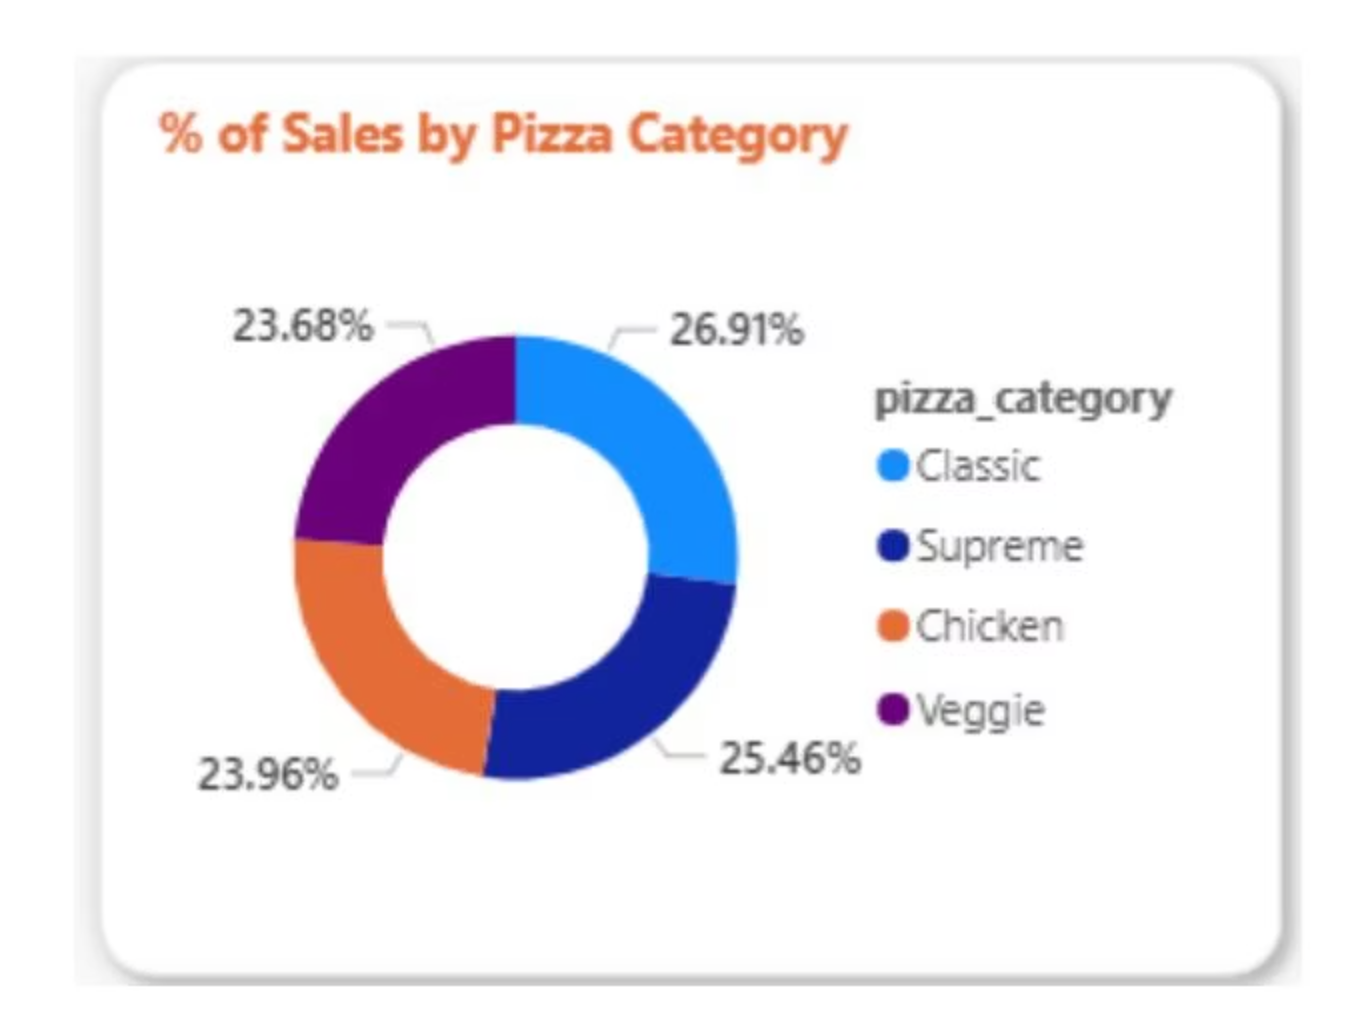 % of Sales by Pizza Category
23.68%
26.91%
pizza_category
Classic
Supreme
Chicken
Veggie
25.46%
23.96%